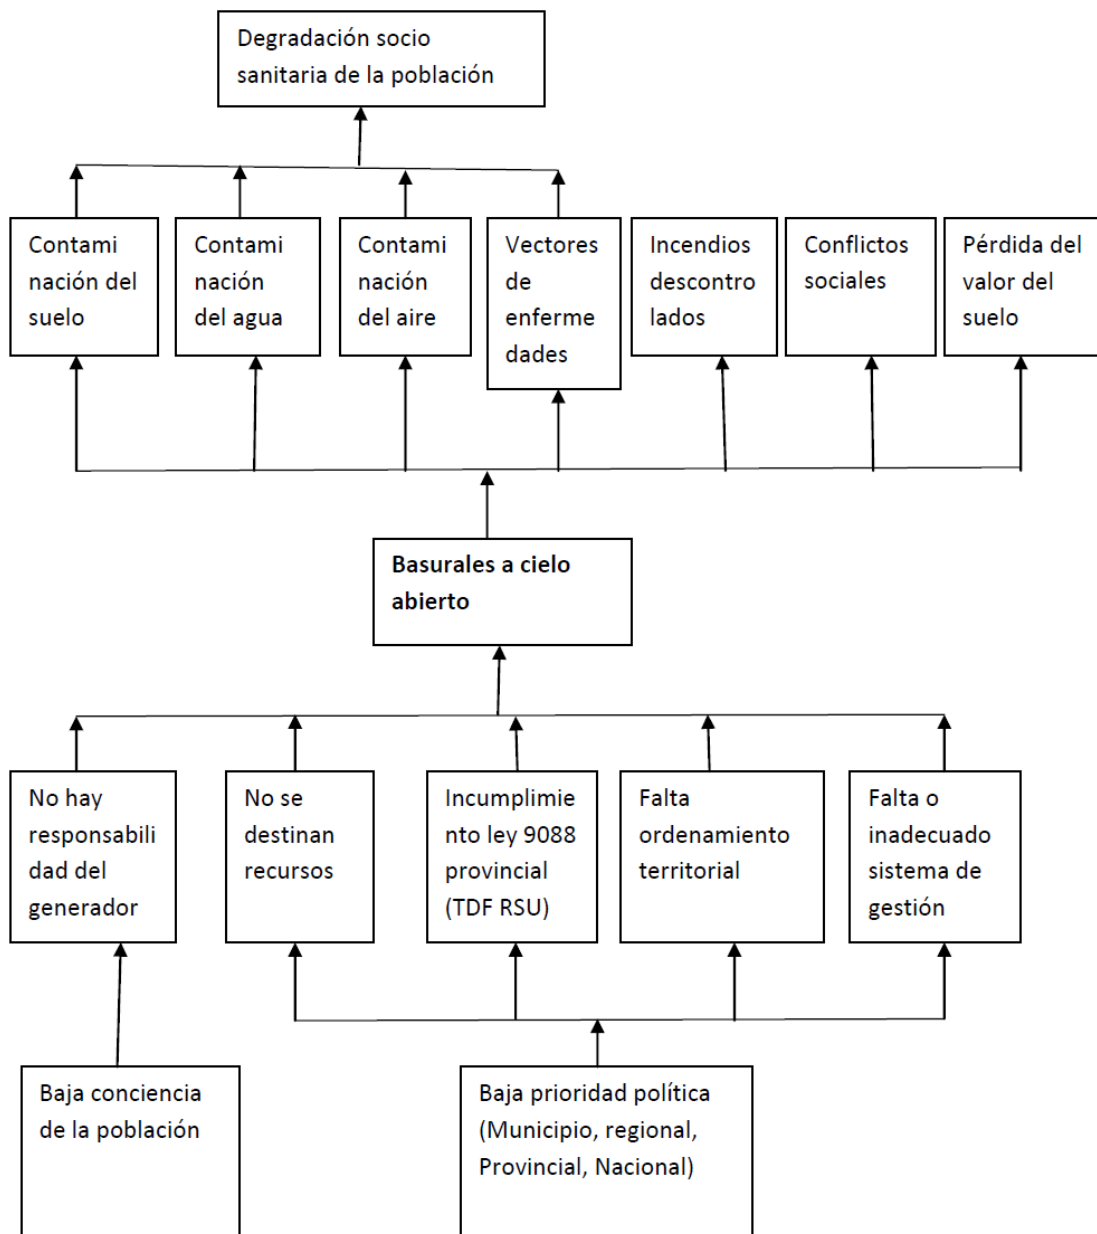 Degradación socio
sanitaria de la población
Contami
nación del
suelo
Contami
nación
del agua
Contami
nación
del aire
Vectores
de
enferme
dades
Incendios
descontro
lados
Conflictos
sociales
Pérdida del
valor del
suelo
Basurales a cielo
abierto
No hay
responsabili
dad del
generador
No se
destinan
recursos
Incumplimie
nto ley 9088
provincial
(TDF RSU)
Falta
ordenamiento
territorial
Falta o
inadecuado
sistema de
gestión
Baja conciencia
de la población
Baja prioridad política
(Municipio, regional,
Provincial, Nacional)